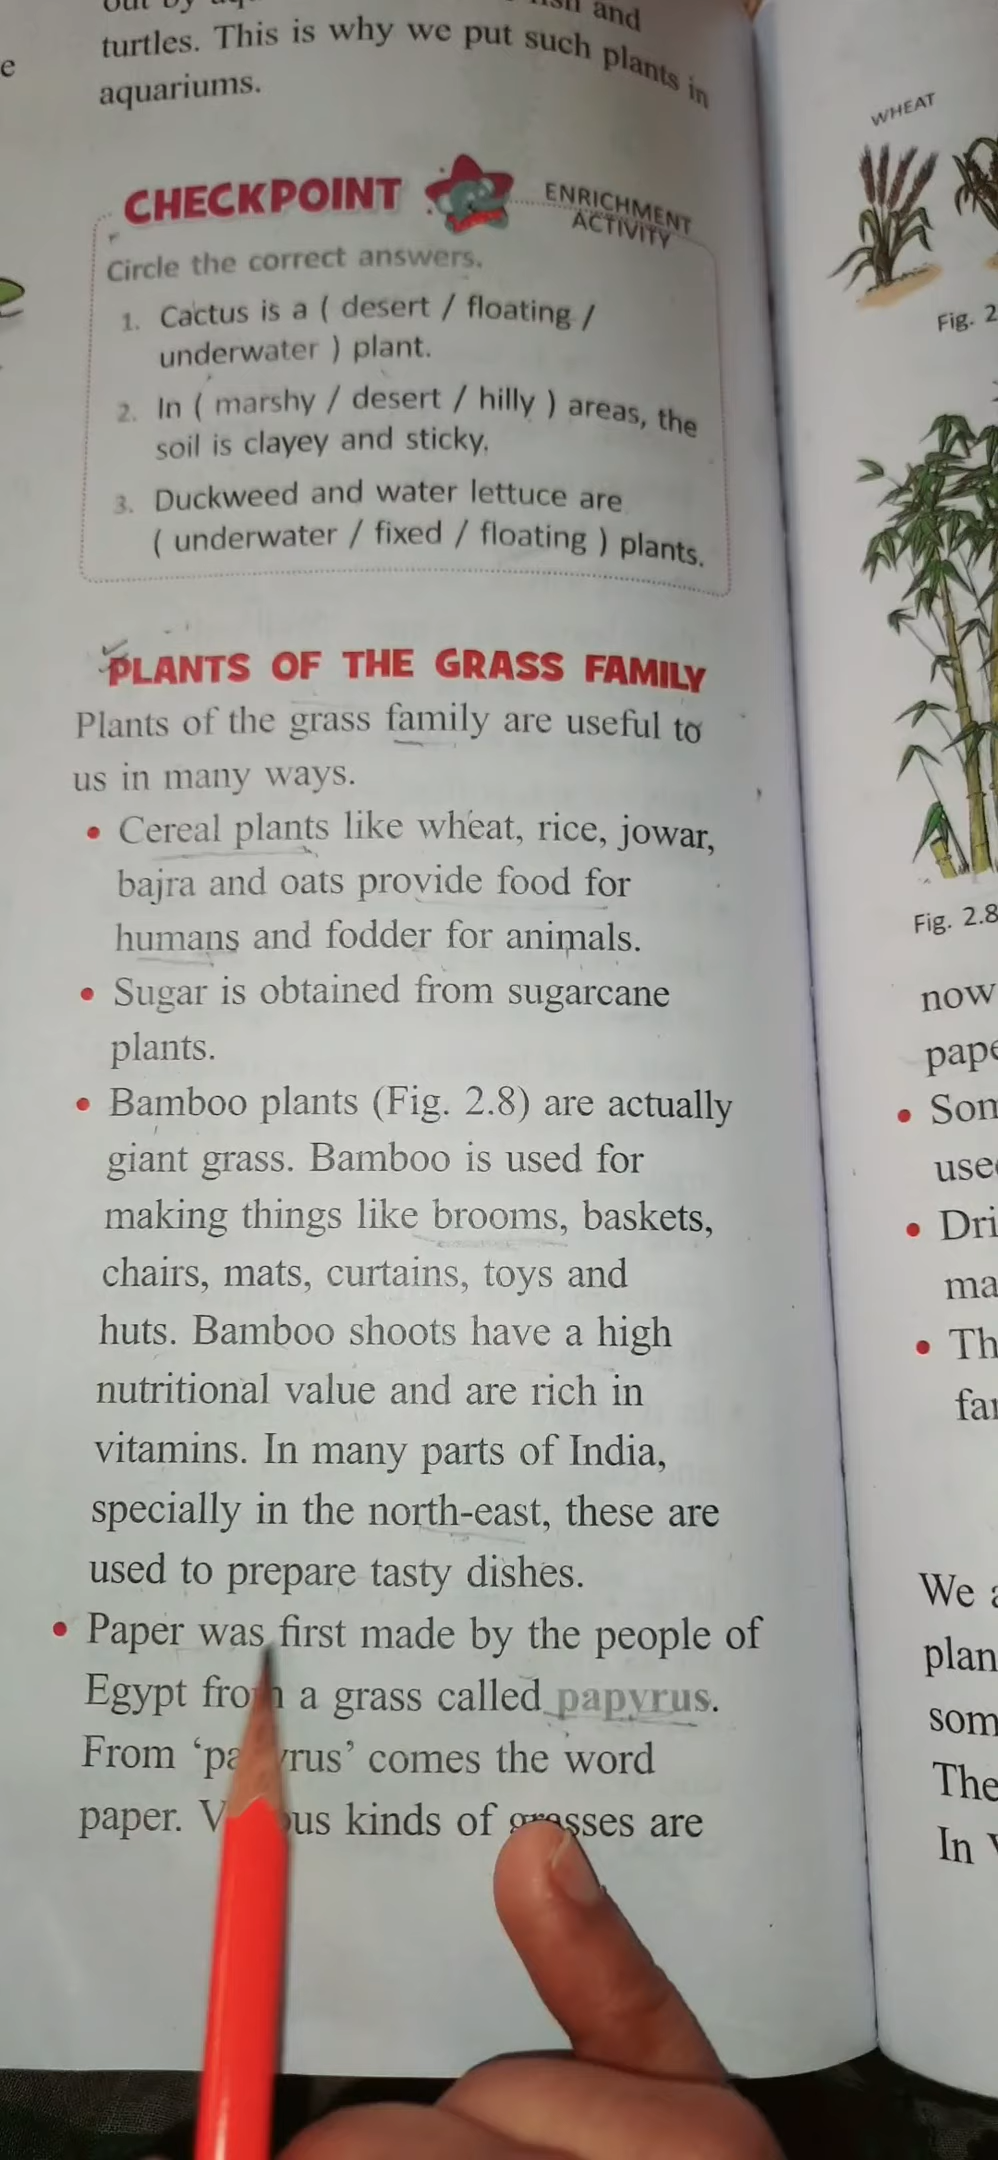 and
turtles. This is why we put such plants in
aquariums.
e
CHECKPOINT
ENRICHMENT
ACTIVITY
Circle the correct answers.
1. Cactus is a ( desert / floating /
underwater ) plant.
2. In ( marshy / desert / hilly ) areas, the
soil is clayey and sticky.
3. Duckweed and water lettuce are
( underwater / fixed / floating ) plants.
PLANTS OF THE GRASS FAMILY
Plants of the grass family are useful to
us in many ways.
• Cereal plants like wheat, rice, jowar,
bajra and oats provide food for
humans and fodder for animals.
• Sugar is obtained from sugarcane
plants.
• Bamboo plants (Fig. 2.8) are actually
giant grass. Bamboo is used for
making things like brooms, baskets,
chairs, mats, curtains, toys and
huts. Bamboo shoots have a high
nutritional value and are rich in
vitamins. In many parts of India,
specially in the north-east, these are
used to prepare tasty dishes.
• Paper was first made by the people of
Egypt from a grass called papyrus.
From ‘papyrus’ comes the word
paper. kinds of grasses are
WHEAT
Fig. 2
Fig. 2.8
now
We
The
In